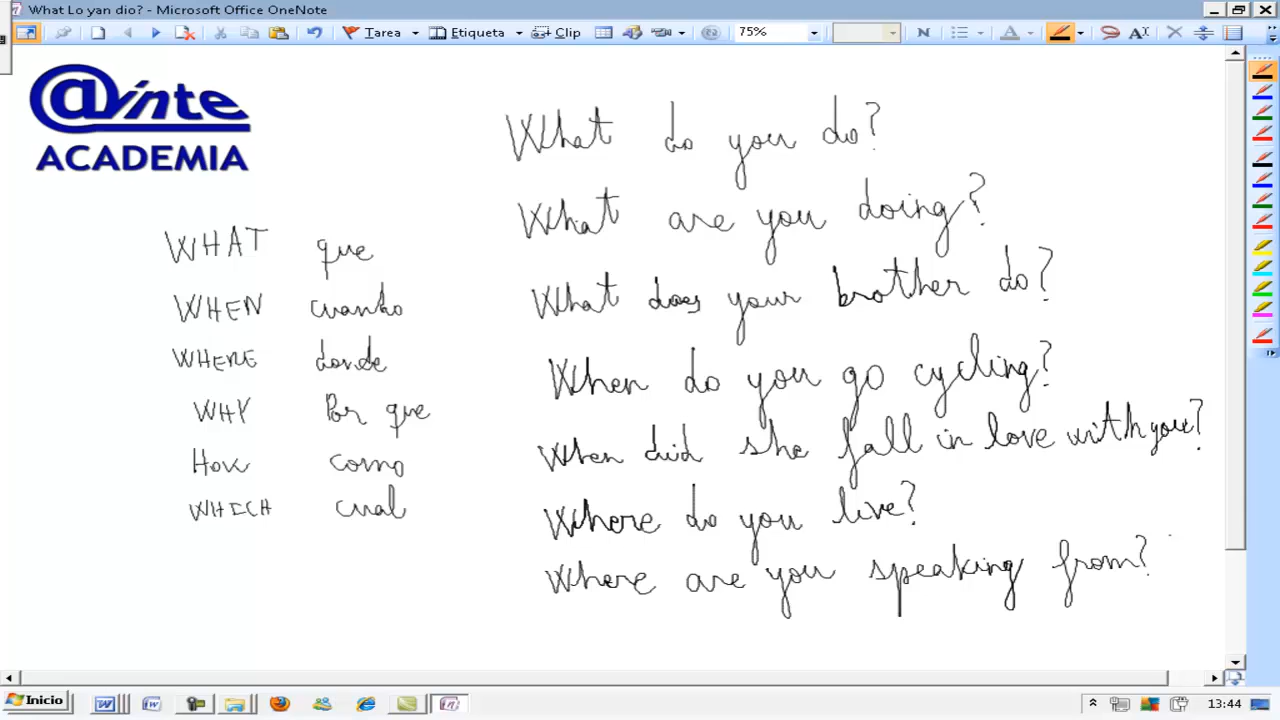 What Lo yan dio? - Microsoft Office OneNote
Tarea
Etiqueta
Clip
75%
N
@inte
ACADEMIA
WHAT que
WHEN cuando
WHERE donde
WHY Por que
How como
WHICH cual
What do you do?
What are you doing?
What does your brother do?
When do you go cycling?
When did she fall in love with you?
Where do you live?
Where are you speaking from?
Inicio
13:44